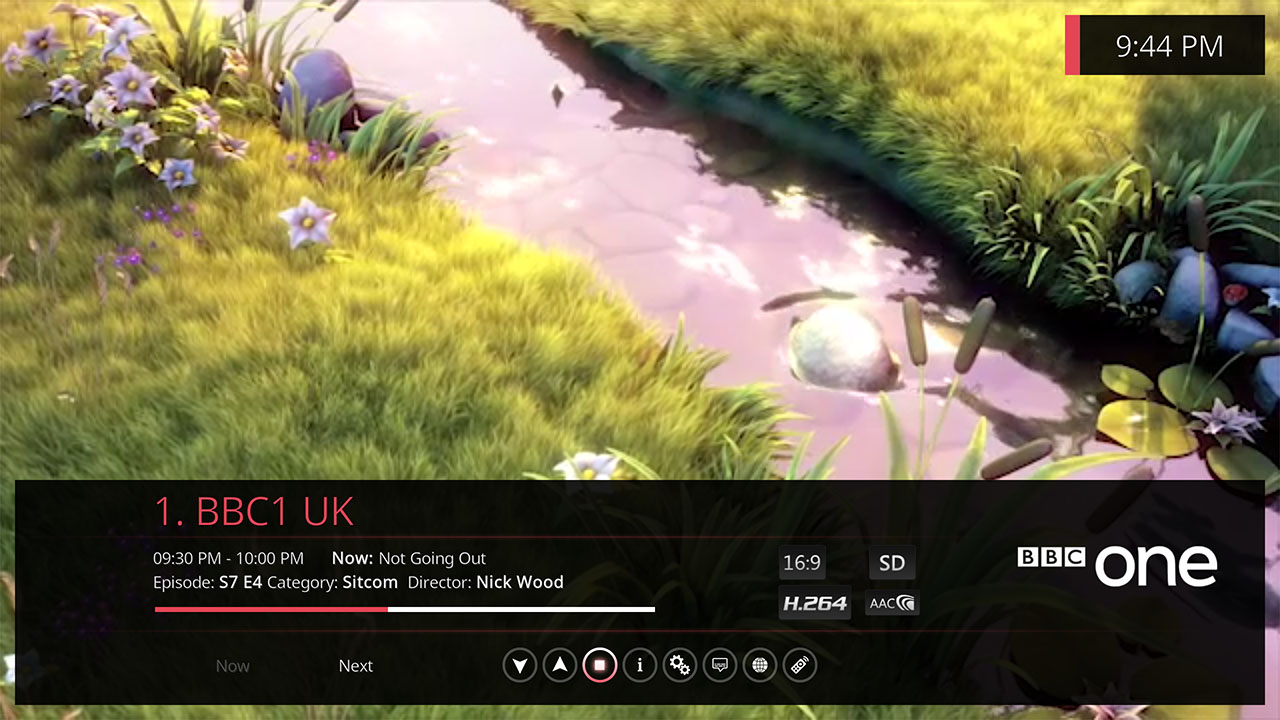 9:44 PM
1. BBC1 UK
09:30 PM - 10:00 PM Now: Not Going Out
Episode: S7 E4 Category: Sitcom Director: Nick Wood
16:9 SD
H.264 AAC
BBC one
Now Next